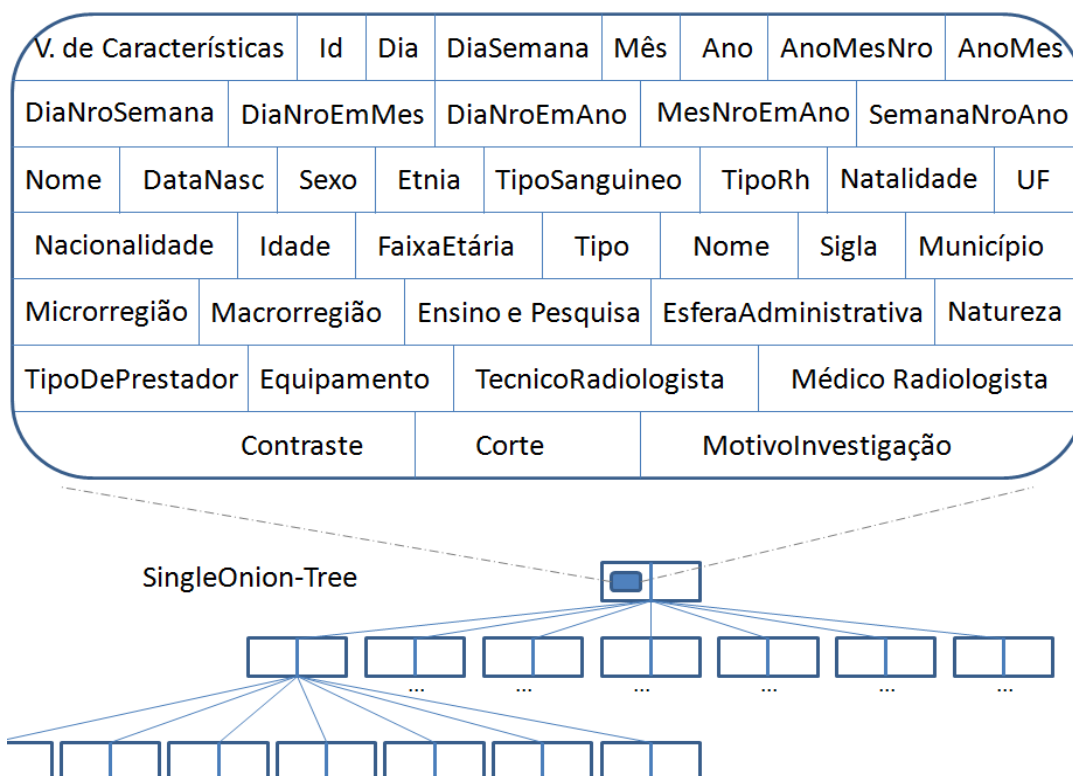 V. de Características Id Dia DiaSemana Mês Ano AnoMesNro AnoMes
DiaNroSemana DiaNroEmMes DiaNroEmAno MesNroEmAno SemanaNroAno
Nome DataNasc Sexo Etnia TipoSanguineo TipoRh Natalidade UF
Nacionalidade Idade FaixaEtária Tipo Nome Sigla Município
Microrregião Macrorregião Ensino e Pesquisa EsferaAdministrativa Natureza
TipoDePrestador Equipamento TecnicoRadiologista Médico Radiologista
Contraste Corte MotivoInvestigação
SingleOnion-Tree
... ... ... ... ... ...